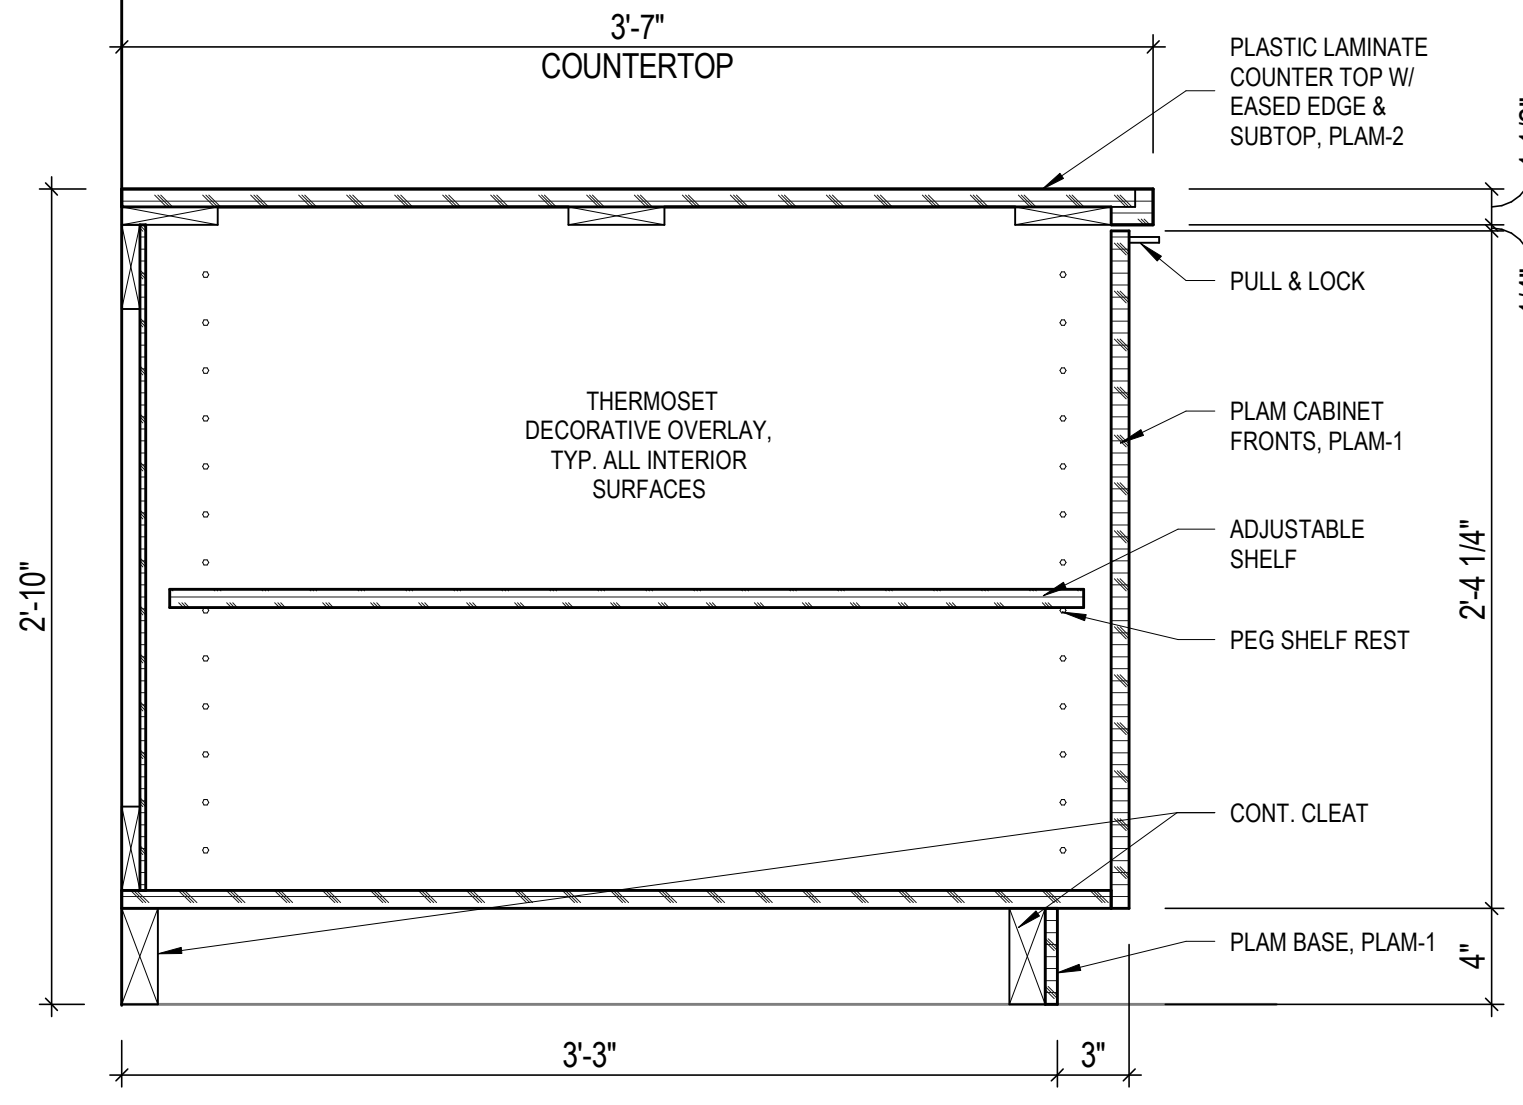 3'-7"
COUNTERTOP
PLASTIC LAMINATE
COUNTER TOP W/
EASED EDGE &
SUBTOP, PLAM-2
PULL & LOCK
THERMOSET
DECORATIVE OVERLAY,
TYP. ALL INTERIOR
SURFACES
PLAM CABINET
FRONTS, PLAM-1
ADJUSTABLE
SHELF
2'-10"
2'-4 1/4"
PEG SHELF REST
CONT. CLEAT
PLAM BASE, PLAM-1
4"
3'-3"
3"